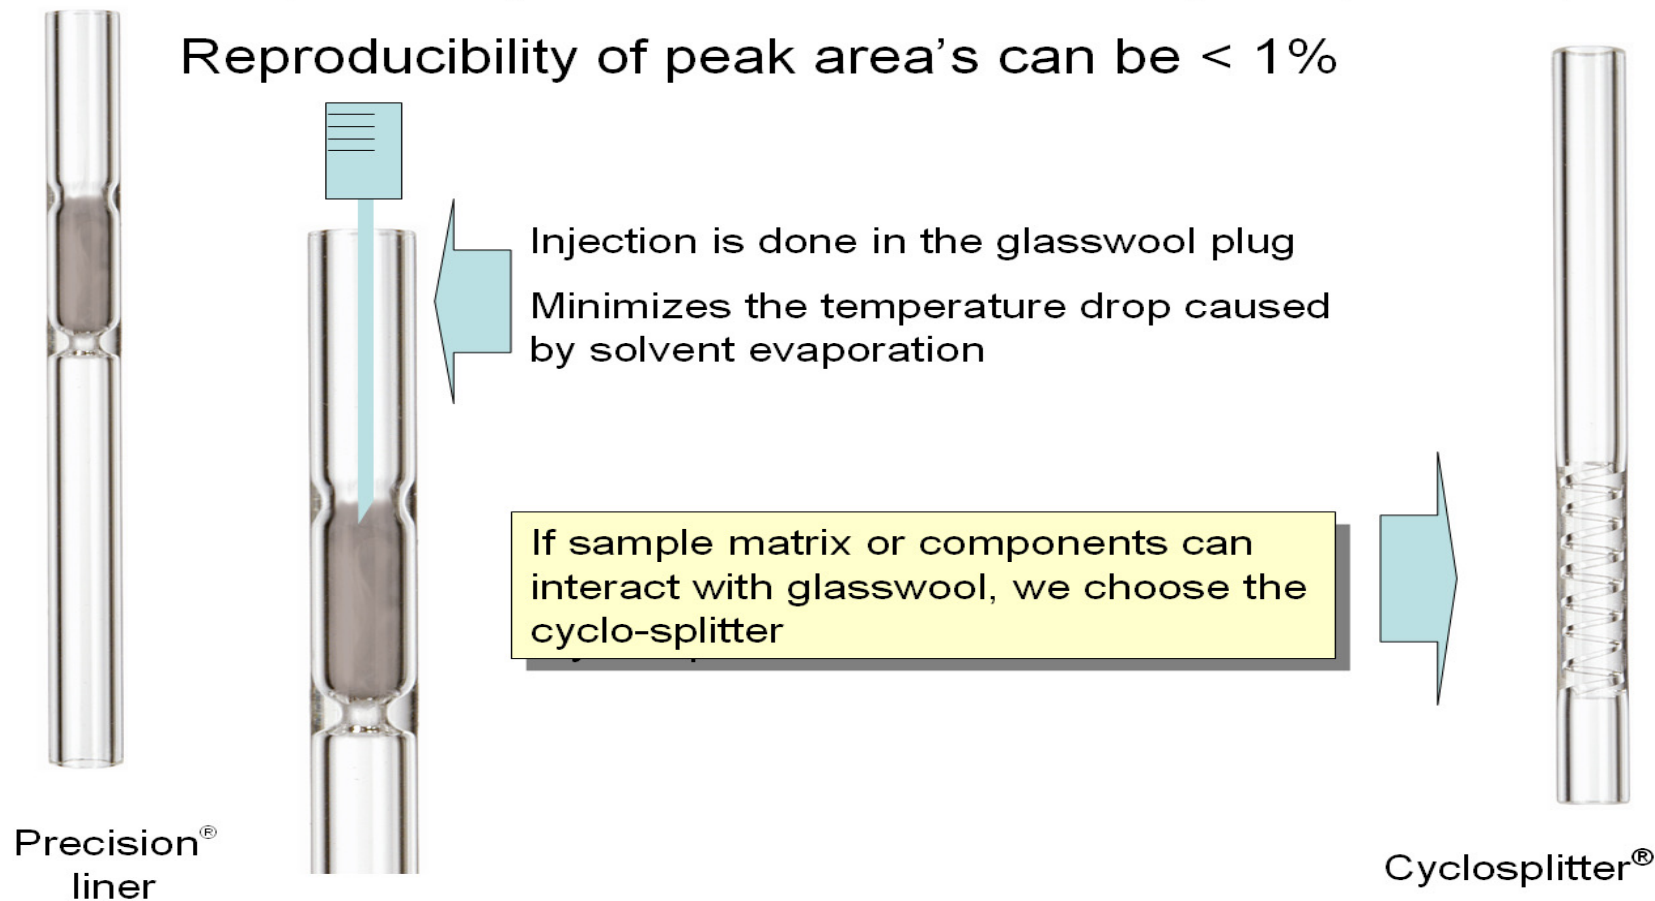 Reproducibility of peak area's can be < 1%
Injection is done in the glasswool plug
Minimizes the temperature drop caused
by solvent evaporation
If sample matrix or components can
interact with glasswool, we choose the
cyclo-splitter
Precision®
liner
Cyclosplitter®